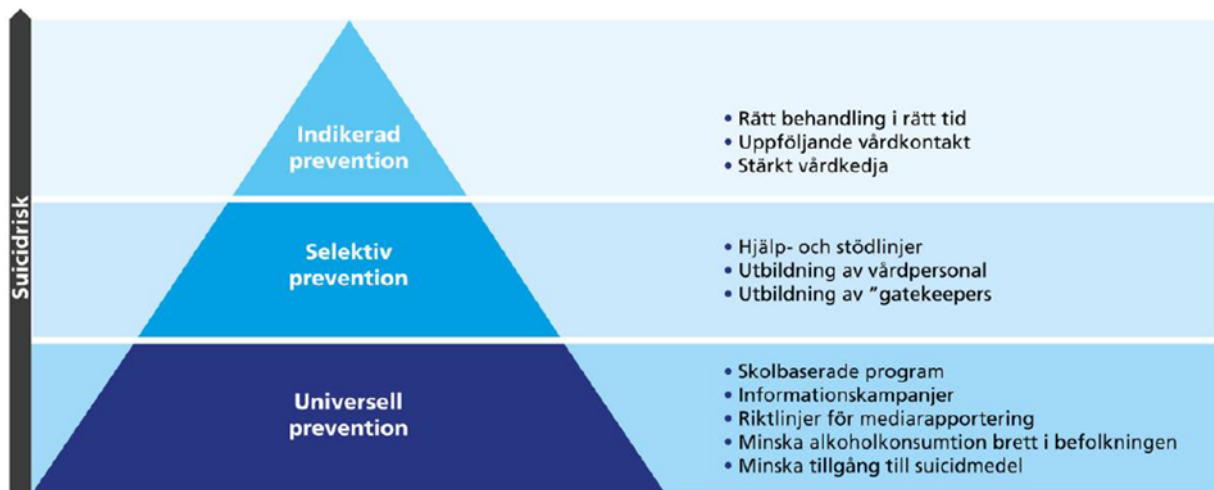 Suicidrisk
Indikerad
prevention
• Rätt behandling i rätt tid
• Uppföljande vårdkontakt
• Stärkt vårdkedja
Selektiv
prevention
• Hjälp- och stödlinjer
• Utbildning av vårdpersonal
• Utbildning av ”gatekeepers
Universell
prevention
• Skolbaserade program
• Informationskampanjer
• Riktlinjer för mediarapportering
• Minska alkoholkonsumtion brett i befolkningen
• Minska tillgång till suicidmedel